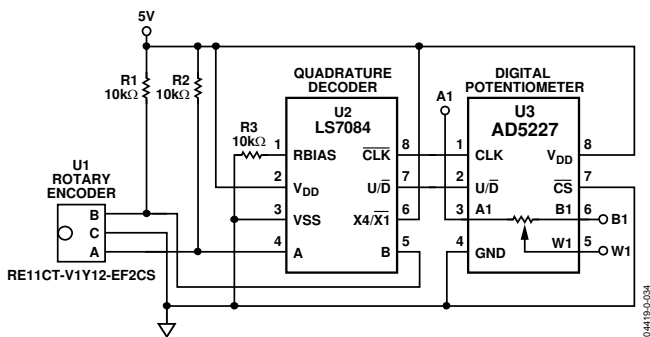 5V
R1
10kΩ
R2
10kΩ
QUADRATURE
DECODER
DIGITAL
POTENTIOMETER
A1
U2
LS7084
U3
AD5227
R3
10kΩ
1
RBIAS
CLK
8
1
CLK
VDD
8
2
VDD
U/D
7
2
U/D
CS
7
3
VSS
X4/X1
6
3
A1
B1
6
B1
4
A
B
5
4
GND
W1
5
W1
U1
ROTARY
ENCODER
B
C
A
RE11CT-V1Y12-EF2CS
04419-0-034